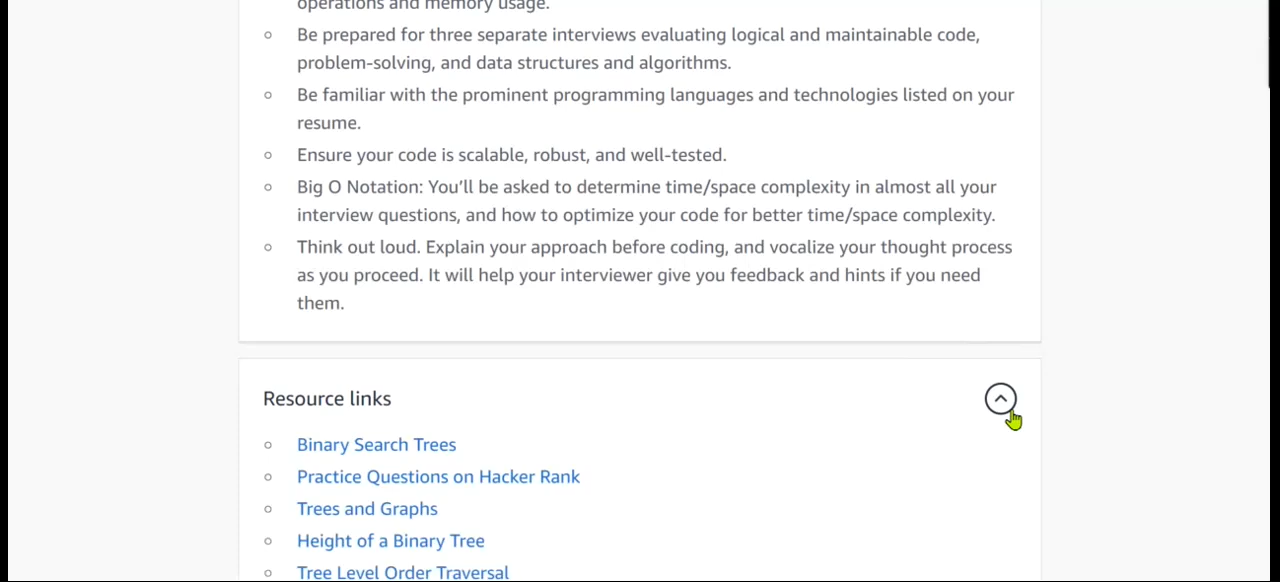 operations and memory usage.
Be prepared for three separate interviews evaluating logical and maintainable code,
problem-solving, and data structures and algorithms.
Be familiar with the prominent programming languages and technologies listed on your
resume.
Ensure your code is scalable, robust, and well-tested.
Big O Notation: You’ll be asked to determine time/space complexity in almost all your
interview questions, and how to optimize your code for better time/space complexity.
Think out loud. Explain your approach before coding, and vocalize your thought process
as you proceed. It will help your interviewer give you feedback and hints if you need
them.
Resource links
Binary Search Trees
Practice Questions on Hacker Rank
Trees and Graphs
Height of a Binary Tree
Tree Level Order Traversal